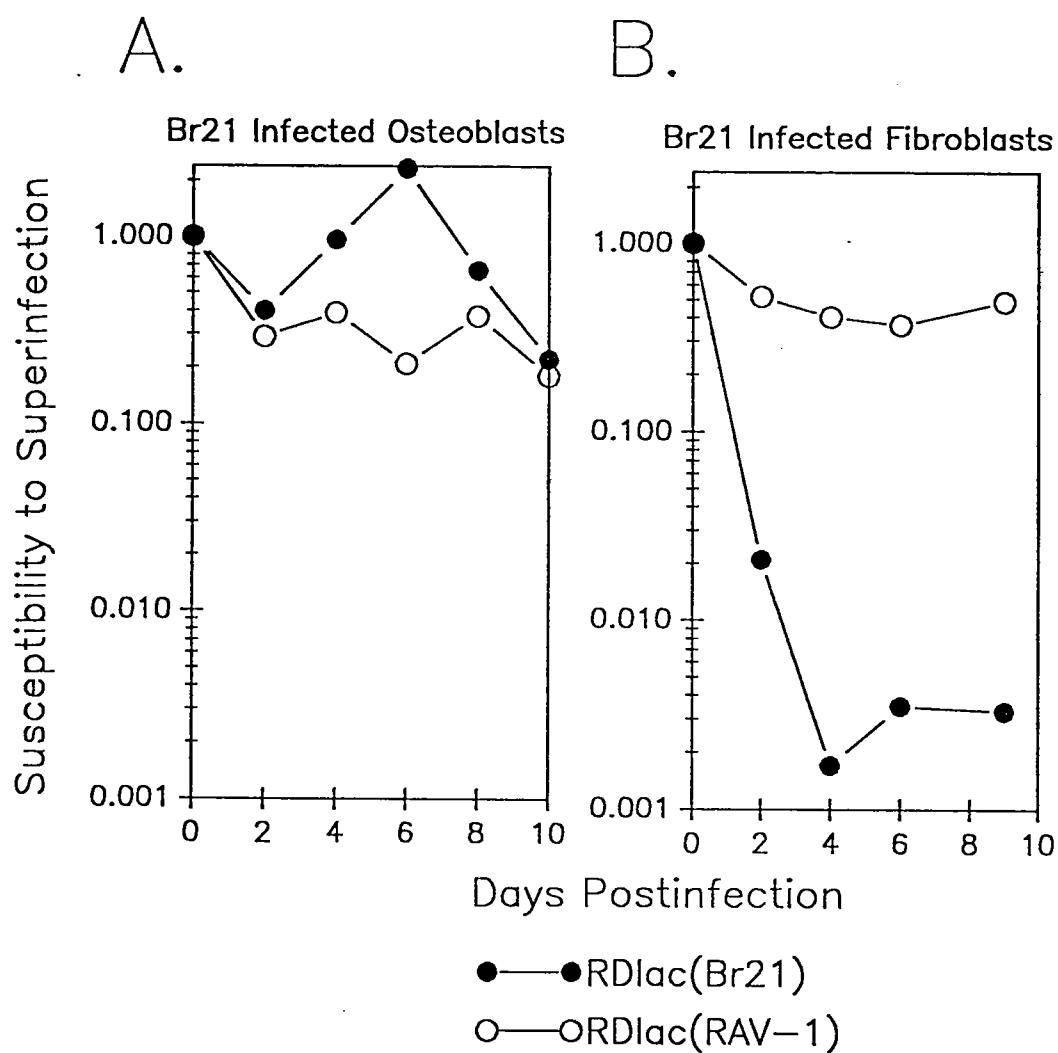 A.
B.
Br21 Infected Osteoblasts
Br21 Infected Fibroblasts
Susceptibility to Superinfection
1.000
0.100
0.010
0.001
0 2 4 6 8 10
1.000
0.100
0.010
0.001
0 2 4 6 8 10
Days Postinfection
RDlac(Br21)
RDlac(RAV-1)